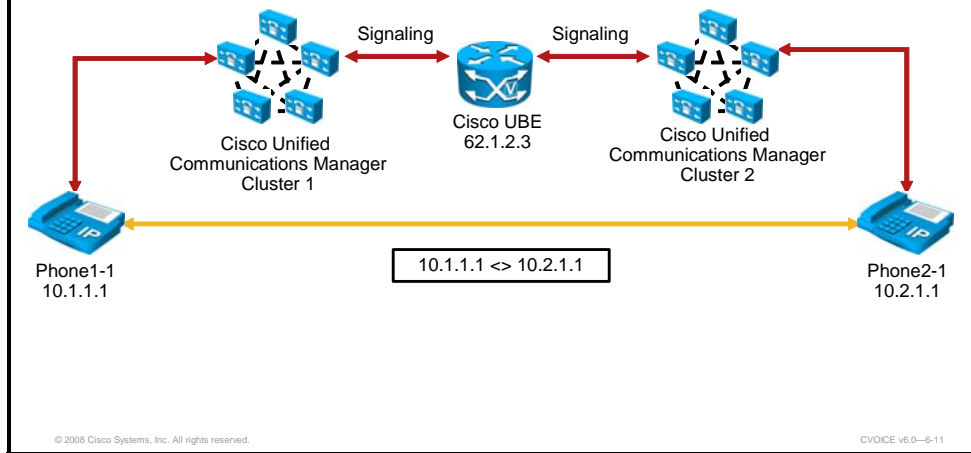 Signaling
Signaling
Cisco UBE
62.1.2.3
Cisco Unified
Communications Manager
Cluster 1
Cisco Unified
Communications Manager
Cluster 2
IP
IP
V
Phone1-1
10.1.1.1
10.1.1.1 <> 10.2.1.1
Phone2-1
10.2.1.1
© 2008 Cisco Systems, Inc. All rights reserved.
CVOICE v6.0—6-11